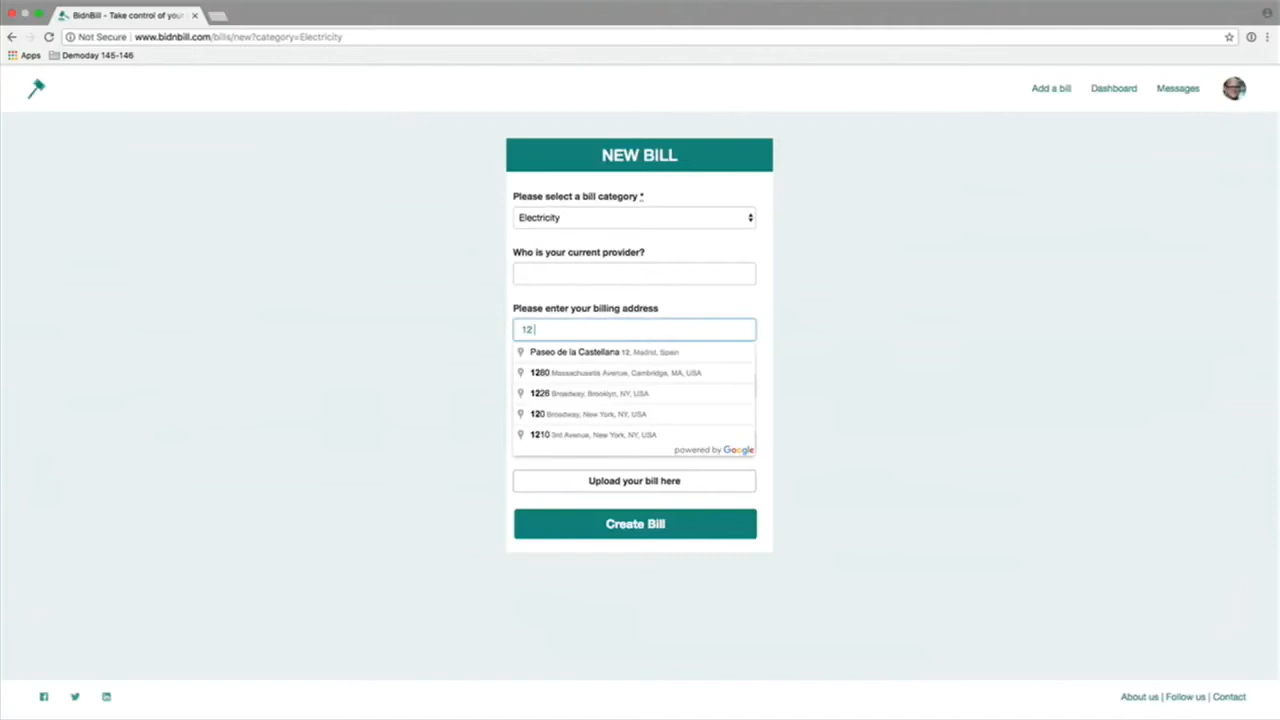 BidnBill - Take control of your
Not Secure | www.bidnbill.com/bills/new?category=Electricity
Apps Demoday 145-146
Add a bill Dashboard Messages
NEW BILL
Please select a bill category *
Electricity
Who is your current provider?
Please enter your billing address
12
Paseo de la Castellana 12, Madrid, Spain
1280 Massachusetts Avenue, Cambridge, MA, USA
1226 Broadway, Brooklyn, NY, USA
120 Broadway, New York, NY, USA
1210 3rd Avenue, New York, NY, USA
powered by Google
Upload your bill here
Create Bill
About us | Follow us | Contact